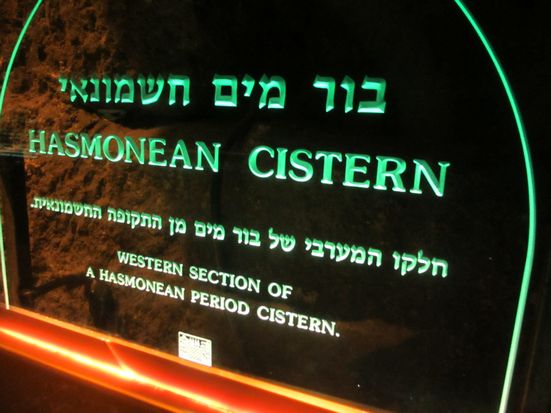 בור מים חשמונאי
HASMONEAN CISTERN
חלקו המערבי של בור מים מן התקופה החשמונאית.
WESTERN SECTION OF
A HASMONEAN PERIOD CISTERN.